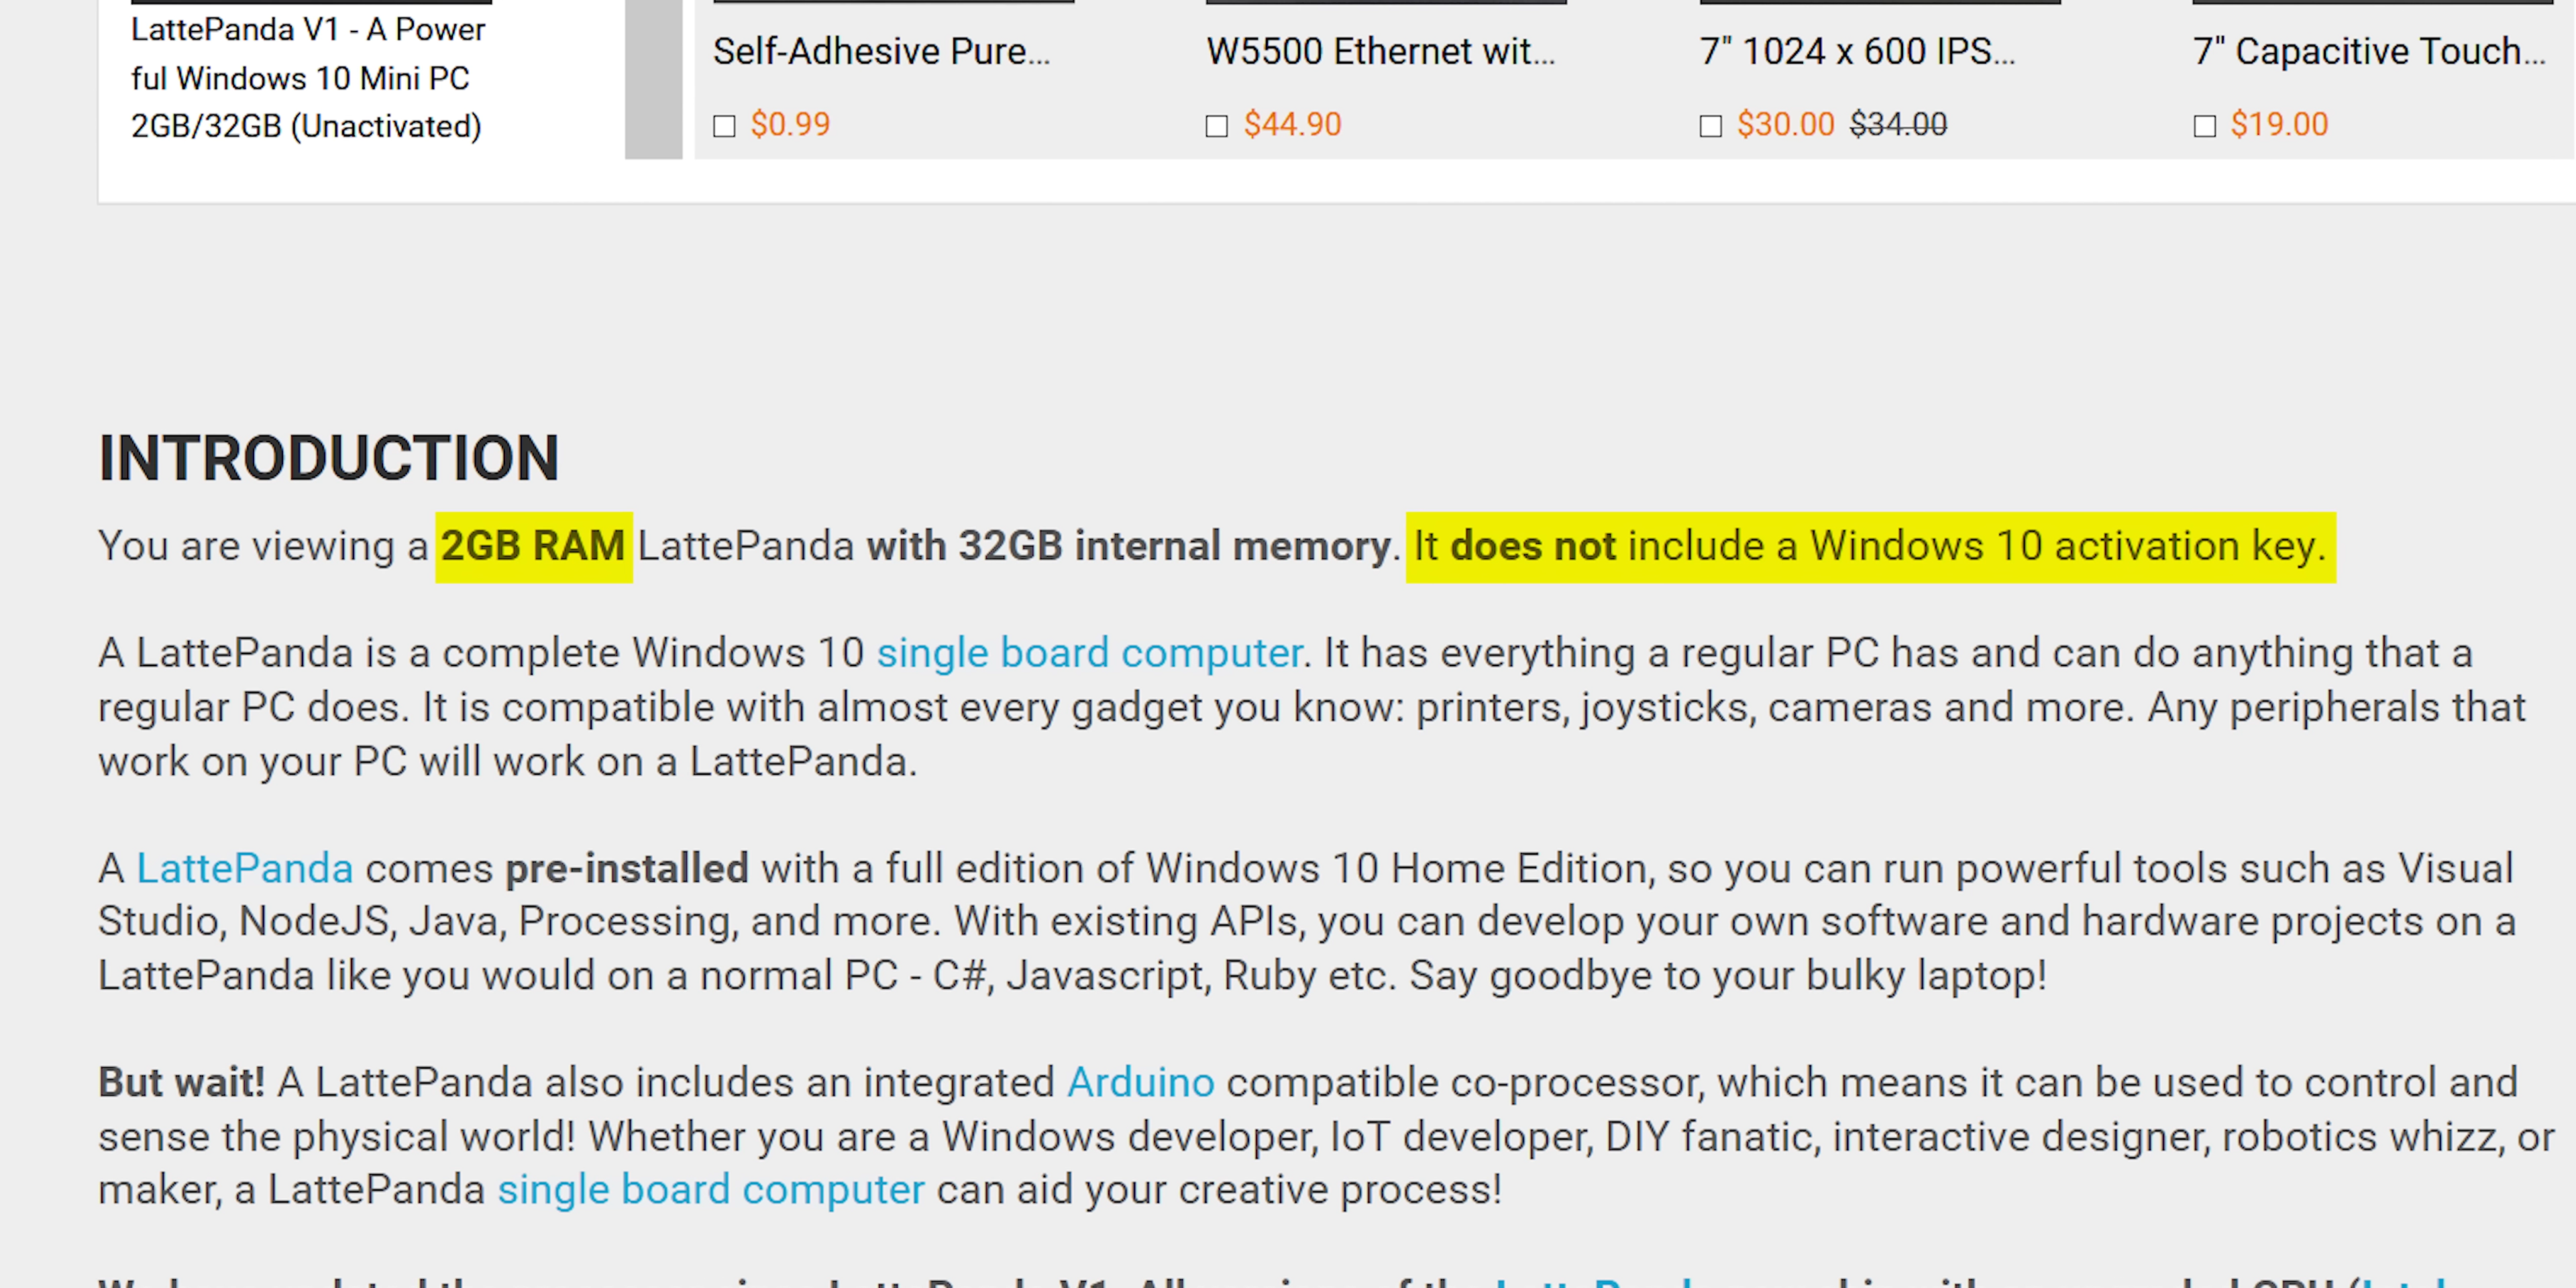 LattePanda V1 - A Power
ful Windows 10 Mini PC
2GB/32GB (Unactivated)
Self-Adhesive Pure...
$0.99
W5500 Ethernet wit...
$44.90
7" 1024 x 600 IPS...
$30.00 $34.00
7" Capacitive Touch...
$19.00
INTRODUCTION
You are viewing a 2GB RAM LattePanda with 32GB internal memory. It does not include a Windows 10 activation key.
A LattePanda is a complete Windows 10 single board computer. It has everything a regular PC has and can do anything that a
regular PC does. It is compatible with almost every gadget you know: printers, joysticks, cameras and more. Any peripherals that
work on your PC will work on a LattePanda.
A LattePanda comes pre-installed with a full edition of Windows 10 Home Edition, so you can run powerful tools such as Visual
Studio, NodeJS, Java, Processing, and more. With existing APIs, you can develop your own software and hardware projects on a
LattePanda like you would on a normal PC - C#, Javascript, Ruby etc. Say goodbye to your bulky laptop!
But wait! A LattePanda also includes an integrated Arduino compatible co-processor, which means it can be used to control and
sense the physical world! Whether you are a Windows developer, IoT developer, DIY fanatic, interactive designer, robotics whizz, or
maker, a LattePanda single board computer can aid your creative process!